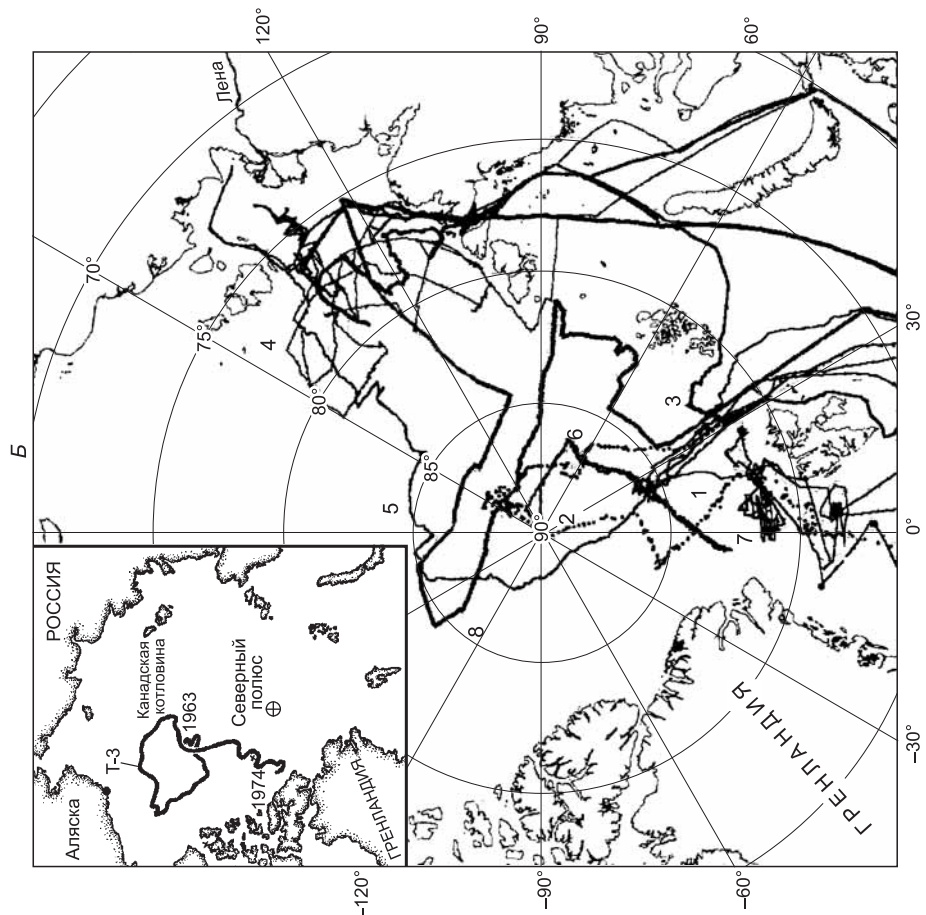 Б
120°
90°
60°
30°
0°
–30°
–60°
–90°
–120°
70°
75°
80°
85°
90°
Лена
4
5
6
3
2
1
7
8
ГРЕНЛАНДИЯ
РОССИЯ
Аляска
Т-3
Канадская
котловина
1963
Северный
полюс
1974
ГРЕНЛАНДИЯ